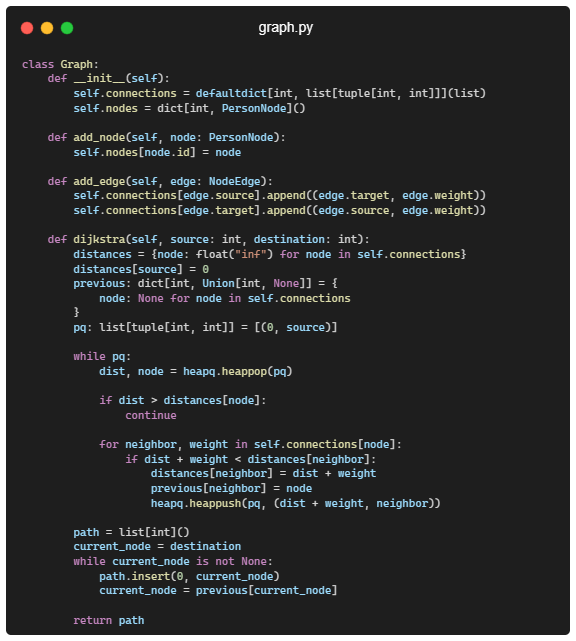 graph.py
class Graph:
    def __init__(self):
        self.connections = defaultdict[int, list[tuple[int, int]]](list)
        self.nodes = dict[int, PersonNode]()

    def add_node(self, node: PersonNode):
        self.nodes[node.id] = node

    def add_edge(self, edge: NodeEdge):
        self.connections[edge.source].append((edge.target, edge.weight))
        self.connections[edge.target].append((edge.source, edge.weight))

    def dijkstra(self, source: int, destination: int):
        distances = {node: float("inf") for node in self.connections}
        distances[source] = 0
        previous: dict[int, Union[int, None]] = {
            node: None for node in self.connections
        }
        pq: list[tuple[int, int]] = [(0, source)]

        while pq:
            dist, node = heapq.heappop(pq)

            if dist > distances[node]:
                continue

            for neighbor, weight in self.connections[node]:
                if dist + weight < distances[neighbor]:
                    distances[neighbor] = dist + weight
                    previous[neighbor] = node
                    heapq.heappush(pq, (dist + weight, neighbor))

        path = list[int]()
        current_node = destination
        while current_node is not None:
            path.insert(0, current_node)
            current_node = previous[current_node]

        return path